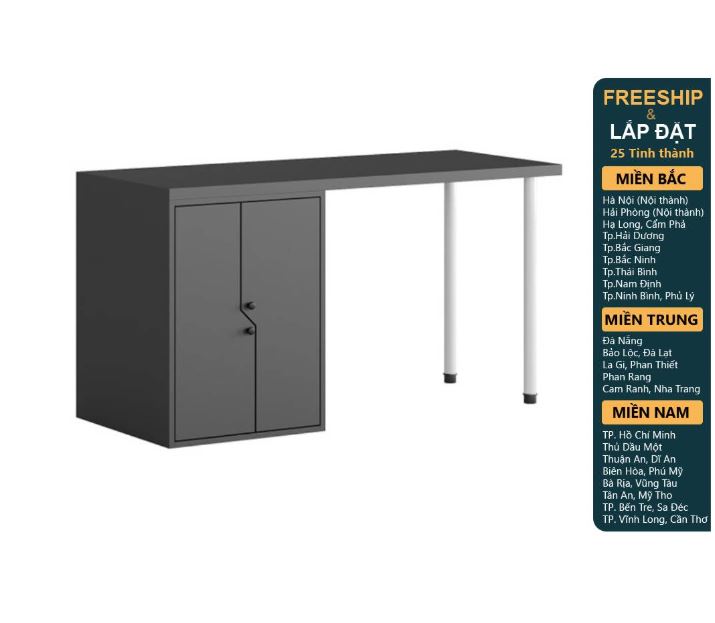 FREESHIP
&
LẮP ĐẶT
25 Tỉnh thành
MIỀN BẮC
Hà Nội (Nội thành)
Hải Phòng (Nội thành)
Hạ Long, Cẩm Phả
Tp.Hải Dương
Tp.Bắc Giang
Tp.Bắc Ninh
Tp.Thái Bình
Tp.Nam Định
Tp.Ninh Bình, Phủ Lý
MIỀN TRUNG
Đà Nẵng
Bảo Lộc, Đà Lạt
La Gi, Phan Thiết
Phan Rang
Cam Ranh, Nha Trang
MIỀN NAM
TP. Hồ Chí Minh
Thủ Dầu Một
Thuận An, Dĩ An
Biên Hòa, Phú Mỹ
Bà Rịa, Vũng Tàu
Tân An, Mỹ Tho
TP. Bến Tre, Sa Đéc
TP. Vĩnh Long, Cần Thơ